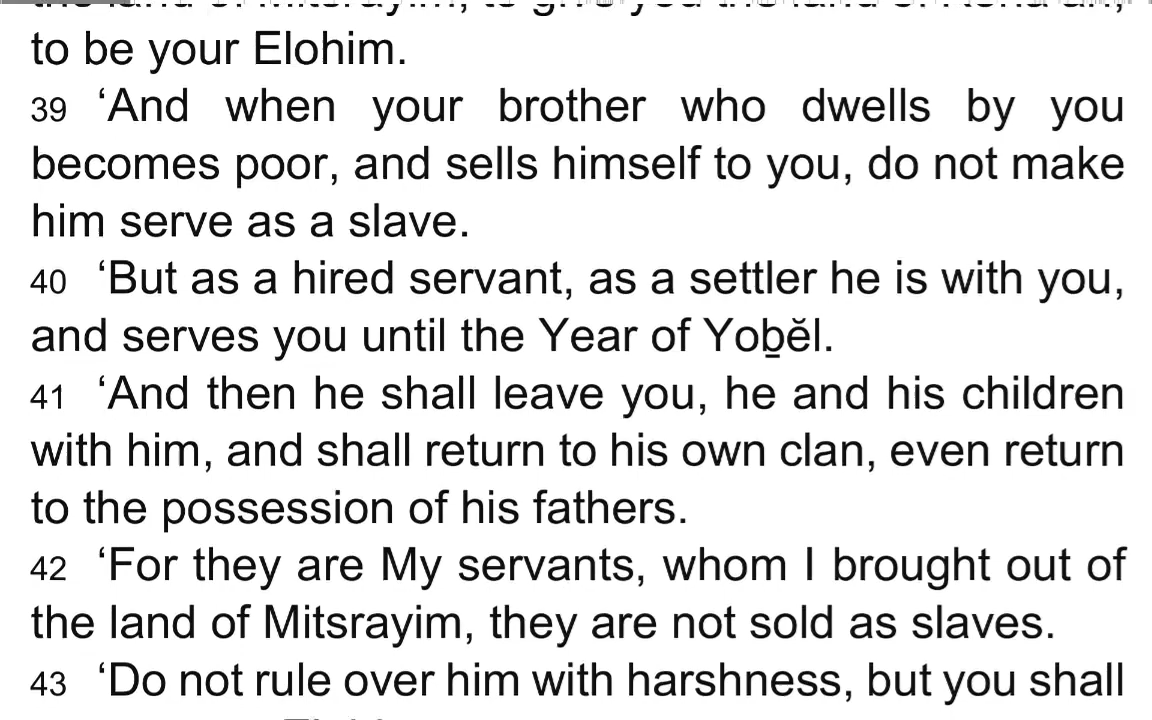 to be your Elohim.
39 ‘And when your brother who dwells by you
becomes poor, and sells himself to you, do not make
him serve as a slave.
40 ‘But as a hired servant, as a settler he is with you,
and serves you until the Year of Yoḇĕl.
41 ‘And then he shall leave you, he and his children
with him, and shall return to his own clan, even return
to the possession of his fathers.
42 ‘For they are My servants, whom I brought out of
the land of Mitsrayim, they are not sold as slaves.
43 ‘Do not rule over him with harshness, but you shall